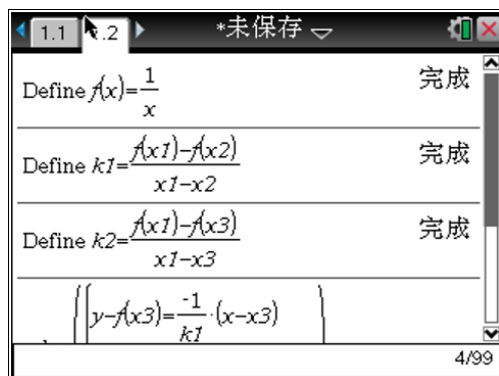 1.1 1.2 *未保存
Define f(x)=1/x 完成
Define k1=(f(x1)-f(x2))/(x1-x2) 完成
Define k2=(f(x1)-f(x3))/(x1-x3) 完成
y-f(x3)=-1/k1·(x-x3)
4/99